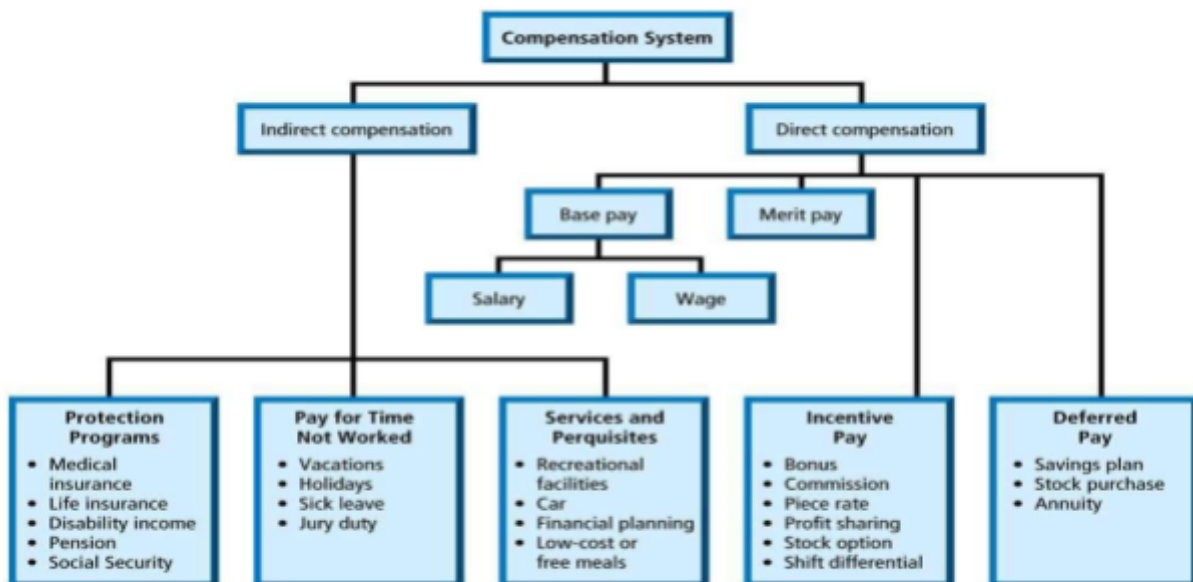 Compensation System
Indirect compensation
Direct compensation
Base pay
Merit pay
Salary
Wage
Protection
Programs
• Medical
insurance
• Life insurance
• Disability income
• Pension
• Social Security
Pay for Time
Not Worked
• Vacations
• Holidays
• Sick leave
• Jury duty
Services and
Perquisites
• Recreational
facilities
• Car
• Financial planning
• Low-cost or
free meals
Incentive
Pay
• Bonus
• Commission
• Piece rate
• Profit sharing
• Stock option
• Shift differential
Deferred
Pay
• Savings plan
• Stock purchase
• Annuity